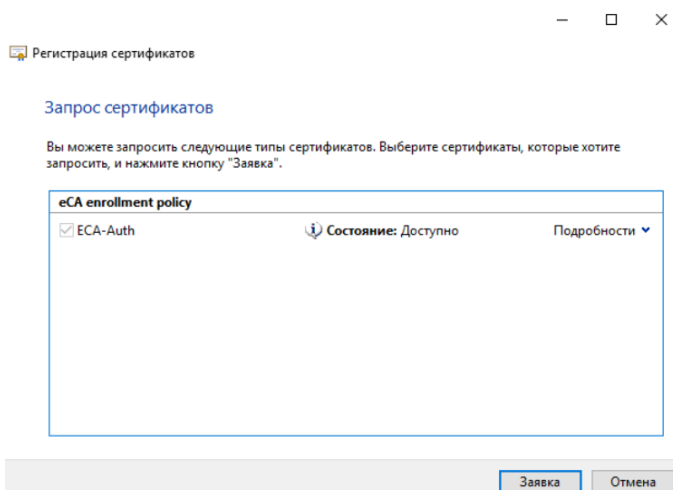 Регистрация сертификатов
Запрос сертификатов
Вы можете запросить следующие типы сертификатов. Выберите сертификаты, которые хотите
запросить, и нажмите кнопку "Заявка".
eCA enrollment policy
ECA-Auth Состояние: Доступно Подробности
Заявка Отмена